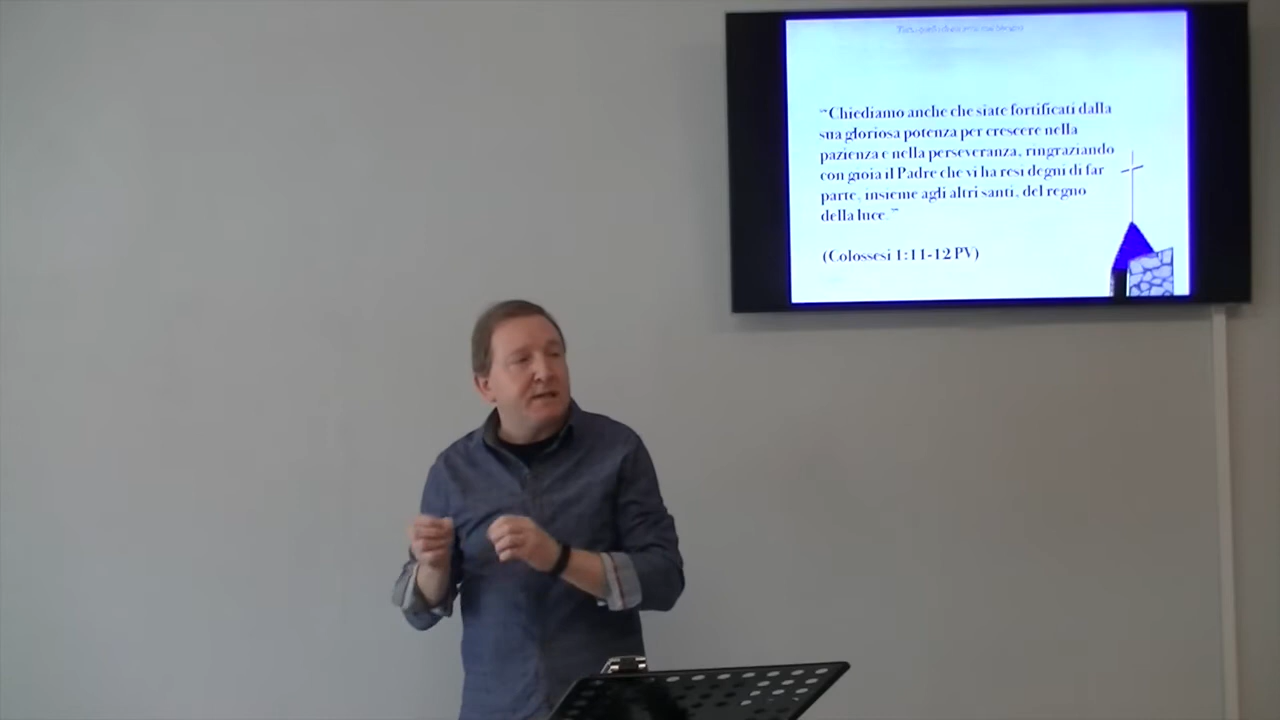 “Chiediamo anche che siate fortificati dalla
sua gloriosa potenza per crescere nella
pazienza e nella perseveranza, ringraziando
con gioia il Padre che vi ha resi degni di far
parte, insieme agli altri santi, del regno
della luce.”
(Colossesi 1:11-12 PV)